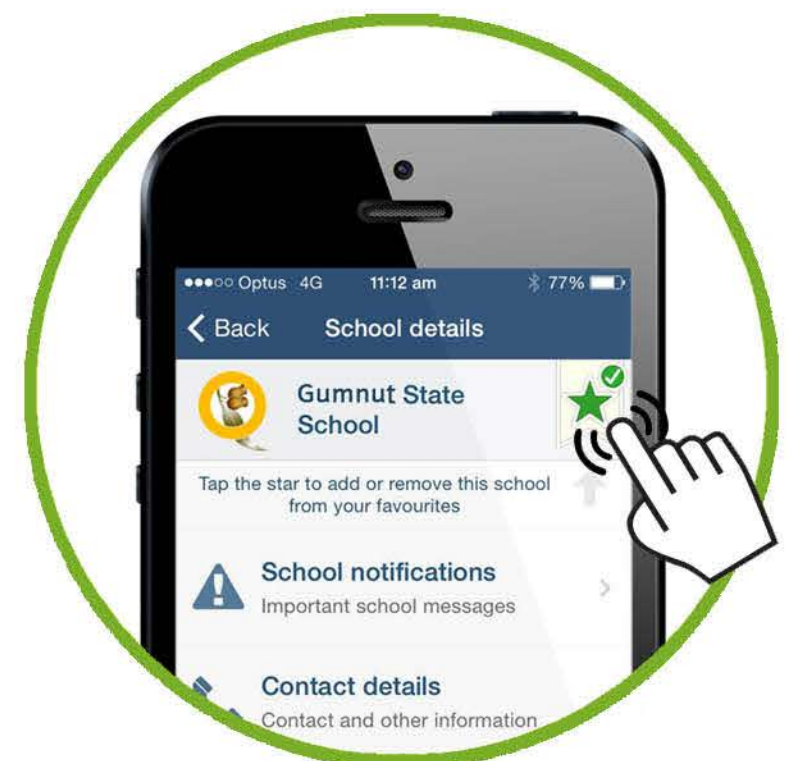 Optus 4G 11:12 am 77%
Back School details
Gumnut State
School
Tap the star to add or remove this school
from your favourites
School notifications
Important school messages
Contact details
Contact and other information